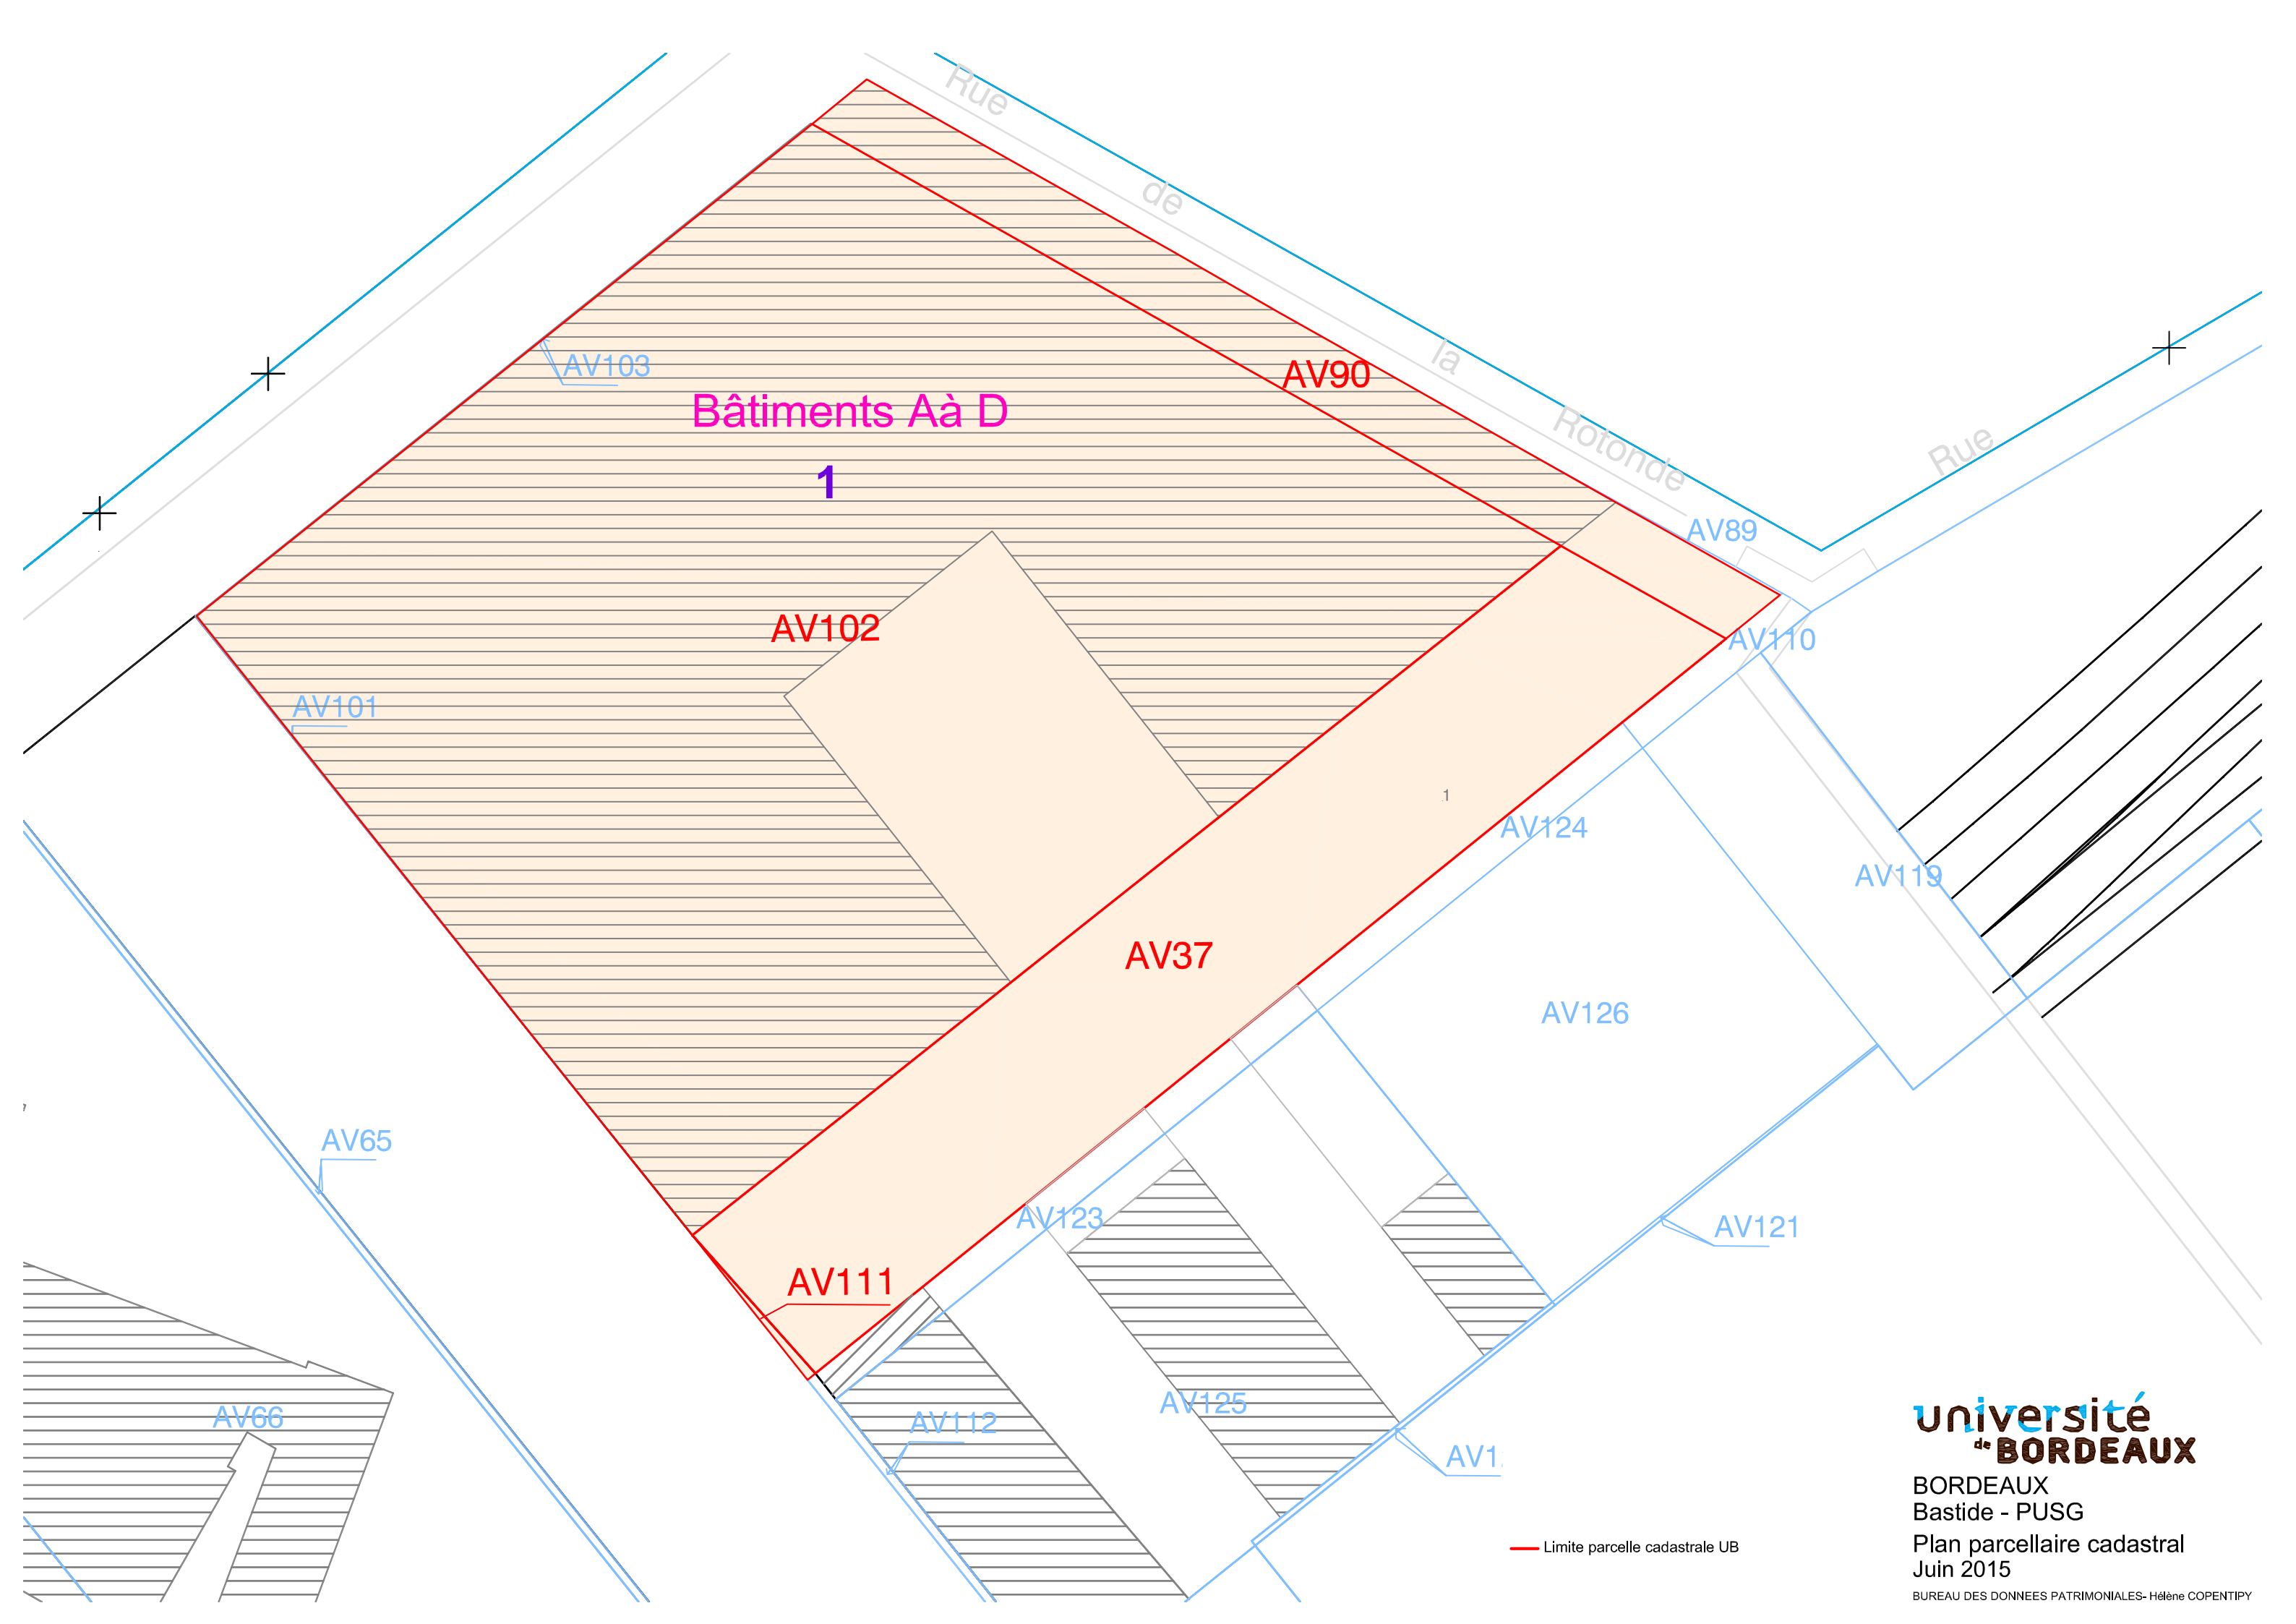 Rue
de
la
Rotonde
Rue
AV103
AV90
Bâtiments Aà D
1
AV89
AV102
AV110
AV101
1
AV124
AV119
AV37
AV126
AV65
AV123
AV121
AV111
AV66
AV125
AV112
AV1
université
de BORDEAUX
BORDEAUX
Bastide - PUSG
Plan parcellaire cadastral
Juin 2015
Limite parcelle cadastrale UB
BUREAU DES DONNEES PATRIMONIALES- Hélène COPENTIPY